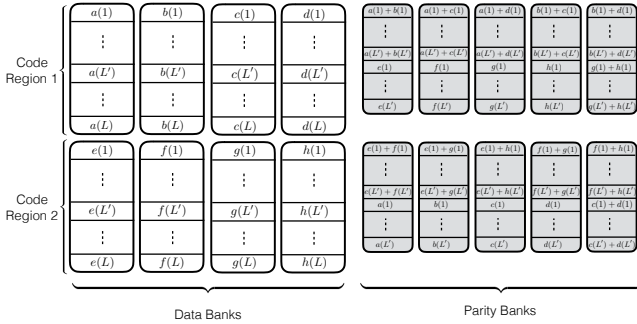 a(1) b(1) c(1) d(1)
a(L') b(L') c(L') d(L')
a(L) b(L) c(L) d(L)
Code
Region 1
e(1) f(1) g(1) h(1)
e(L') f(L') g(L') h(L')
e(L) f(L) g(L) h(L)
Code
Region 2
Data Banks
a(1) + b(1) a(1) + c(1) a(1) + d(1) b(1) + c(1) b(1) + d(1)
a(L') + b(L') a(L') + c(L') a(L') + d(L') b(L') + c(L') b(L') + d(L')
e(1) f(1) g(1) h(1) g(1) + h(1)
e(L') f(L') g(L') h(L') g(L') + h(L')
e(1) + f(1) e(1) + g(1) e(1) + h(1) f(1) + g(1) f(1) + h(1)
e(L') + f(L') e(L') + g(L') e(L') + h(L') f(L') + g(L') f(L') + h(L')
a(1) b(1) c(1) d(1) c(1) + d(1)
a(L') b(L') c(L') d(L') c(L') + d(L')
Parity Banks